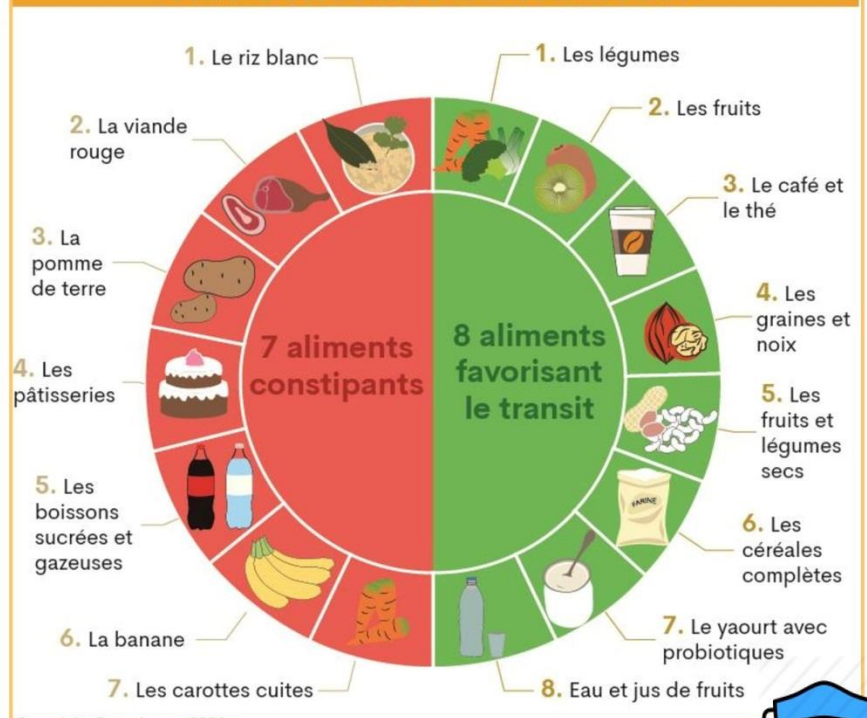 1. Le riz blanc
2. La viande
rouge
3. La
pomme
de terre
4. Les
pâtisseries
5. Les
boissons
sucrées et
gazeuses
6. La banane
7. Les carottes cuites
7 aliments
constipants
8 aliments
favorisant
le transit
1. Les légumes
2. Les fruits
3. Le café et
le thé
4. Les
graines et
noix
5. Les
fruits et
légumes
secs
FARINE
6. Les
céréales
complètes
7. Le yaourt avec
probiotiques
8. Eau et jus de fruits